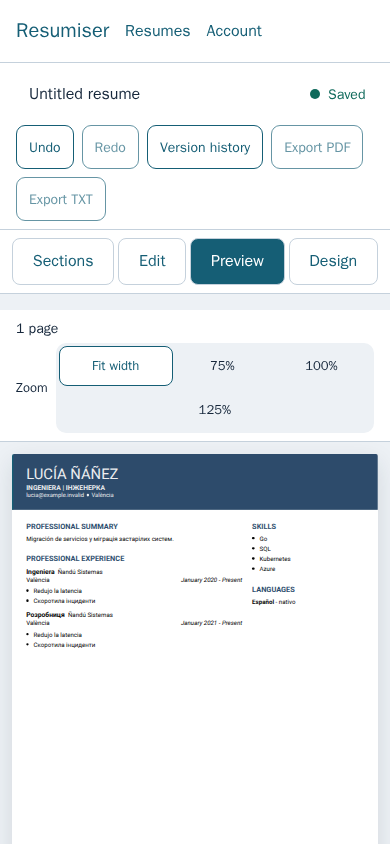 Resumiser Resumes Account
Untitled resume Saved
Undo Redo Version history Export PDF
Export TXT
Sections Edit Preview Design
1 page
Zoom Fit width 75% 100%
125%
LUCÍA ÑÁÑEZ
INGENIERA | ІНЖЕНЕРКА
lucia@example.invalid • València
PROFESSIONAL SUMMARY
Migración de servicios y міграція застарілих систем.
PROFESSIONAL EXPERIENCE
Ingeniera Ñandú Sistemas
València January 2020 - Present
• Redujo la latencia
• Скоротила інциденти
Розробниця Ñandú Sistemas
València January 2021 - Present
• Redujo la latencia
• Скоротила інциденти
SKILLS
• Go
• SQL
• Kubernetes
• Azure
LANGUAGES
Español - nativo